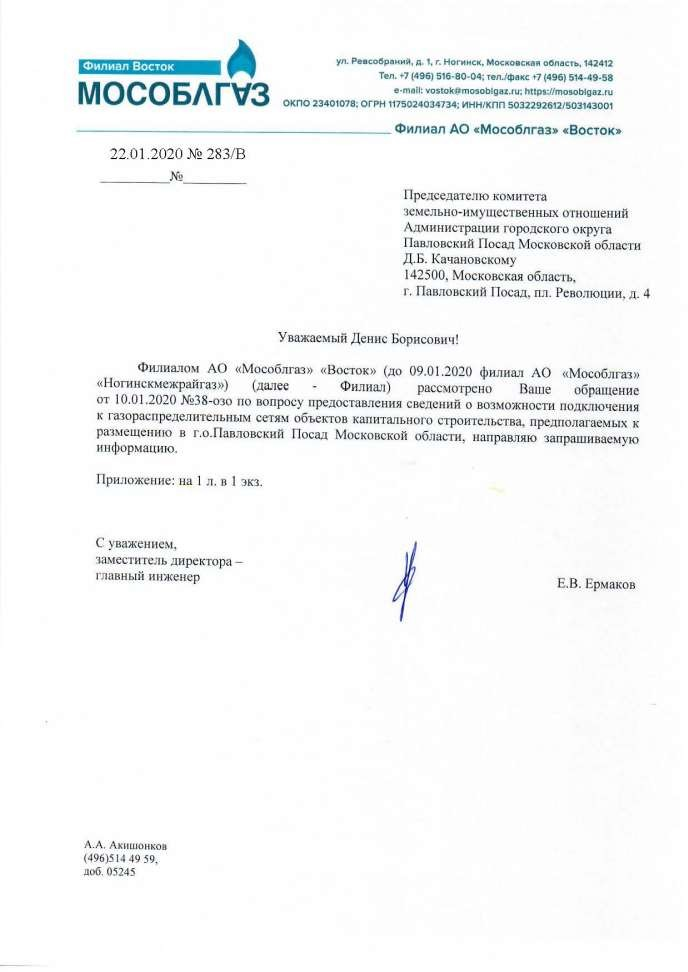 Филиал Восток
МОСОБЛГАЗ
ул. Ревсобраний, д. 1, г. Ногинск, Московская область, 142412
Тел. +7 (496) 516-80-04; тел./факс +7 (496) 514-49-58
e-mail: vostok@mosoblgaz.ru; https://mosoblgaz.ru
ОКПО 23401078; ОГРН 1175024034734; ИНН/КПП 5032292612/503143001
Филиал АО «Мособлгаз» «Восток»
22.01.2020 № 283/В
__________№_________
Председателю комитета
земельно-имущественных отношений
Администрации городского округа
Павловский Посад Московской области
Д.Б. Качановскому
142500, Московская область,
г. Павловский Посад, пл. Революции, д. 4
Уважаемый Денис Борисович!
Филиалом АО «Мособлгаз» «Восток» (до 09.01.2020 филиал АО «Мособлгаз»
«Ногинскмежрайгаз») (далее - Филиал) рассмотрено Ваше обращение
от 10.01.2020 №38-озо по вопросу предоставления сведений о возможности подключения
к газораспределительным сетям объектов капитального строительства, предполагаемых к
размещению в г.о.Павловский Посад Московской области, направляю запрашиваемую
информацию.
Приложение: на 1 л. в 1 экз.
С уважением,
заместитель директора –
главный инженер
Е.В. Ермаков
А.А. Акишонков
(496)514 49 59,
доб. 05245